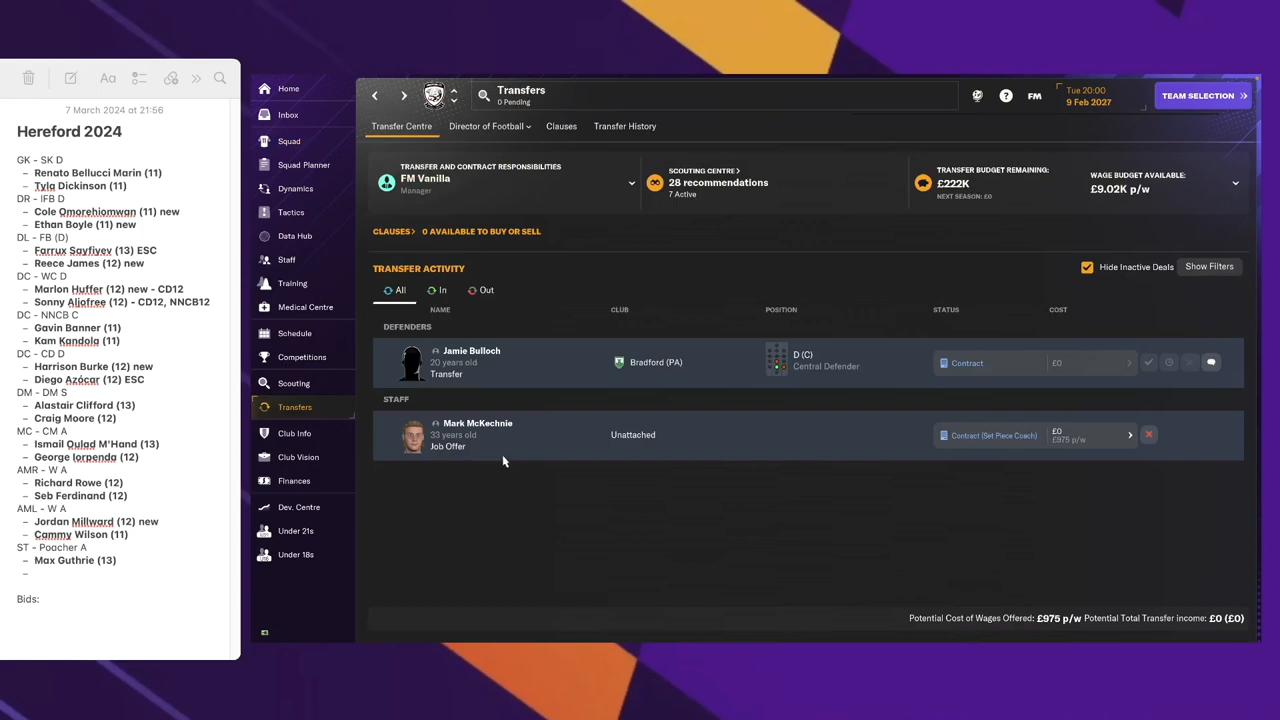 7 March 2024 at 21:56
Hereford 2024
GK - SK D
– Renato Bellucci Marin (11)
– Tyla Dickinson (11)
DR - IFB D
– Cole Omorehiomwan (11) new
– Ethan Boyle (11) new
DL - FB (D)
– Farrux Sayfiyev (13) ESC
– Reece James (12) new
DC - WC D
– Marlon Huffer (12) new - CD12
– Sonny Aljofree (12) - CD12, NNCB12
DC - NNCB C
– Gavin Banner (11)
– Kam Kandola (11)
DC - CD D
– Harrison Burke (12) new
– Diego Azócar (12) ESC
DM - DM S
– Alastair Clifford (13)
– Craig Moore (12)
MC - CM A
– Ismail Oulad M'Hand (13)
– George Iorpenda (12)
AMR - W A
– Richard Rowe (12)
– Seb Ferdinand (12)
AML - W A
– Jordan Millward (12) new
– Cammy Wilson (11)
ST - Poacher A
– Max Guthrie (13)
–
Bids:
Home
Inbox
Squad
Squad Planner
Dynamics
Tactics
Data Hub
Staff
Training
Medical Centre
Schedule
Competitions
Scouting
Transfers
Club Info
Club Vision
Finances
Dev. Centre
Under 21s
Under 18s
Transfers
0 Pending
FM
Tue 20:00
9 Feb 2027
TEAM SELECTION
Transfer Centre
Director of Football
Clauses
Transfer History
TRANSFER AND CONTRACT RESPONSIBILITIES
FM Vanilla
Manager
SCOUTING CENTRE >
28 recommendations
7 Active
TRANSFER BUDGET REMAINING:
£222K
NEXT SEASON: £0
WAGE BUDGET AVAILABLE:
£9.02K p/w
CLAUSES > 0 AVAILABLE TO BUY OR SELL
TRANSFER ACTIVITY
Hide Inactive Deals
Show Filters
All
In
Out
NAME CLUB POSITION STATUS COST
DEFENDERS
Jamie Bulloch
20 years old
Transfer
Bradford (PA)
D (C)
Central Defender
Contract
£0
STAFF
Mark McKechnie
33 years old
Job Offer
Unattached
Contract (Set Piece Coach)
£0
£975 p/w
Potential Cost of Wages Offered: £975 p/w Potential Total Transfer income: £0 (£0)